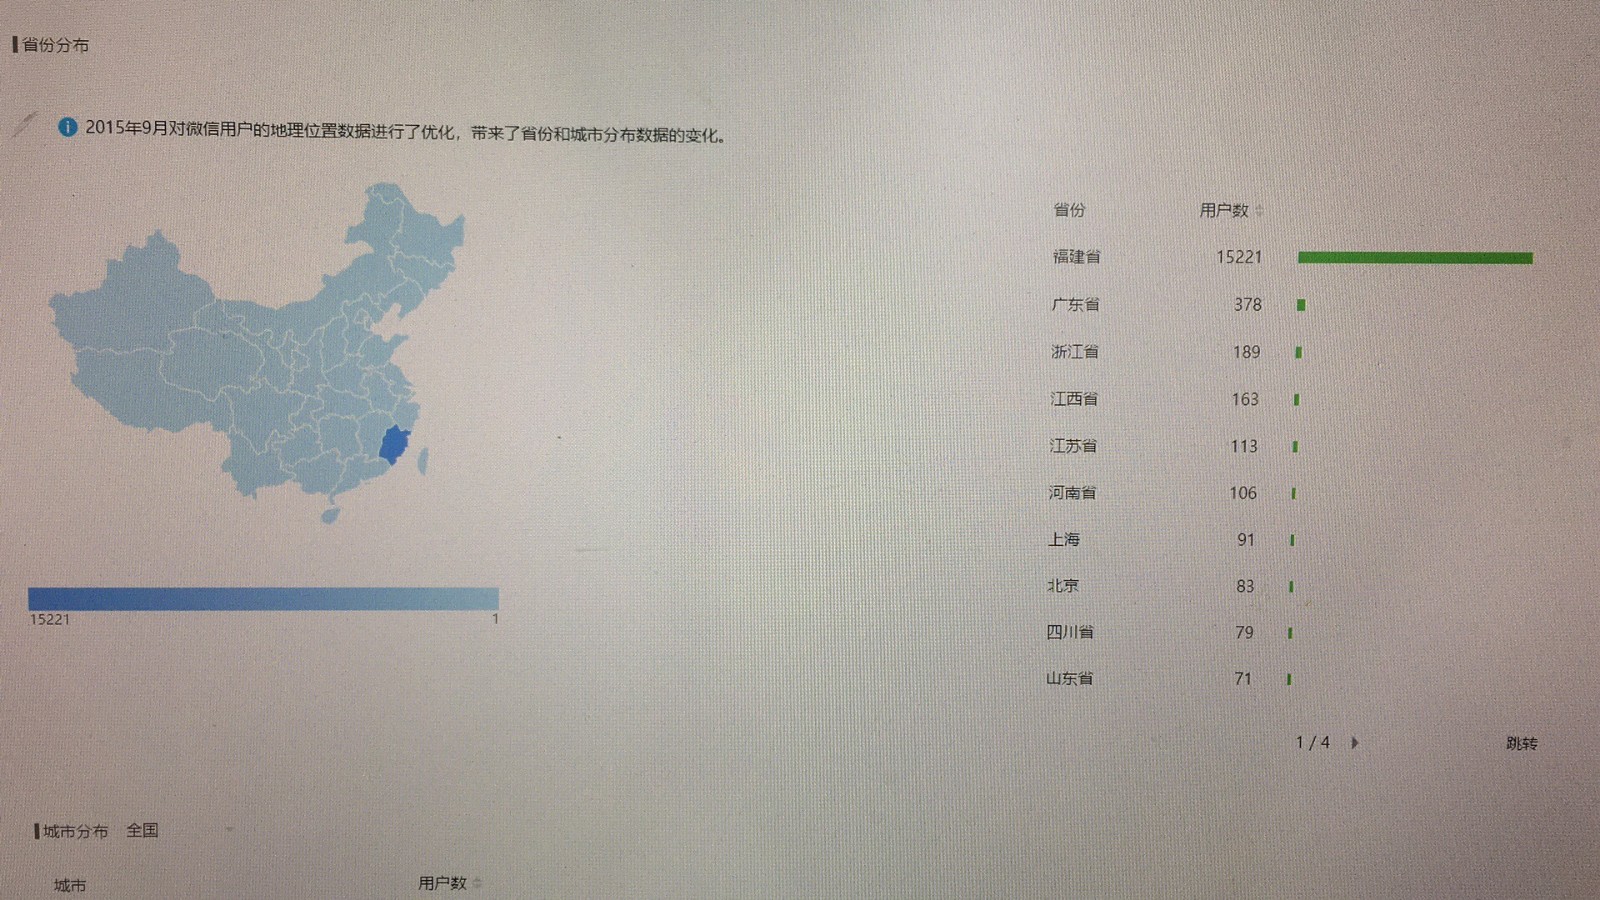 省份分布
2015年9月对微信用户的地理位置数据进行了优化，带来了省份和城市分布数据的变化。
省份 用户数
福建省 15221
广东省 378
浙江省 189
江西省 163
江苏省 113
河南省 106
上海 91
北京 83
四川省 79
山东省 71
15221 1
1 / 4 跳转
城市分布 全国
城市 用户数